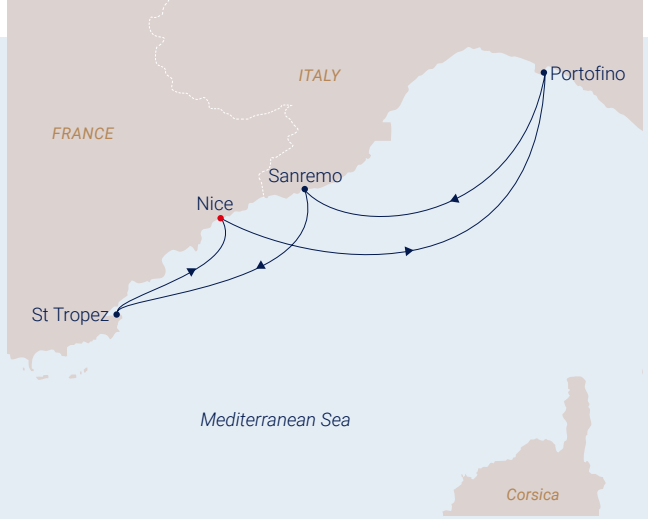 ITALY
Portofino
FRANCE
Sanremo
Nice
St Tropez
Mediterranean Sea
Corsica